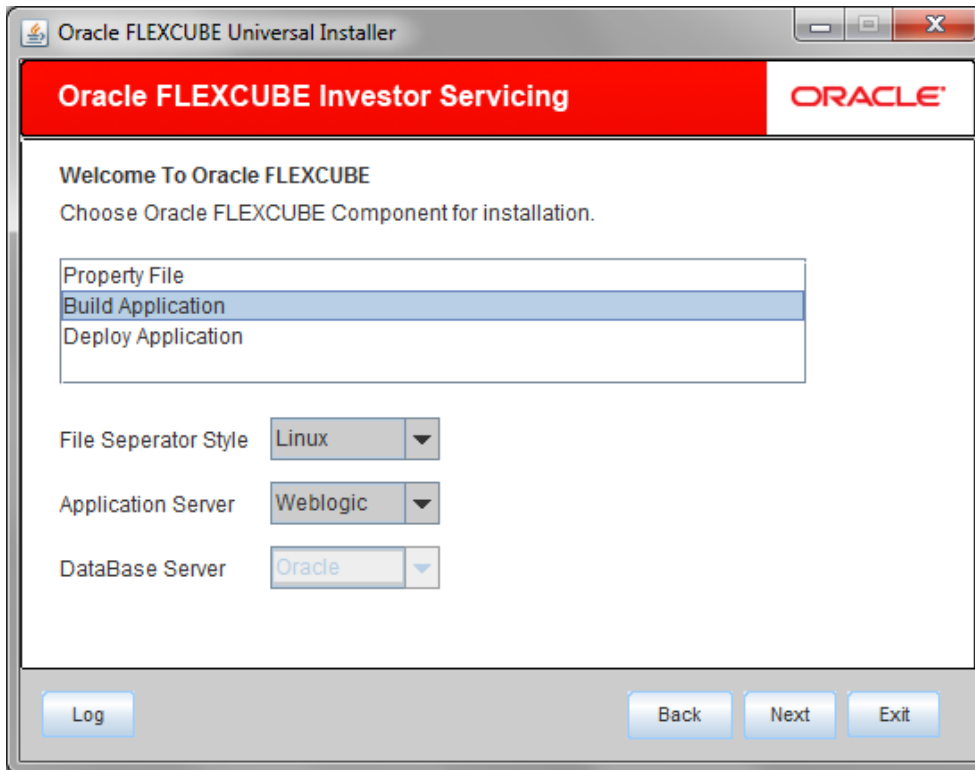 Oracle FLEXCUBE Universal Installer
Oracle FLEXCUBE Investor Servicing
ORACLE
Welcome To Oracle FLEXCUBE
Choose Oracle FLEXCUBE Component for installation.
Property File
Build Application
Deploy Application
File Seperator Style Linux
Application Server Weblogic
DataBase Server Oracle
Log Back Next Exit